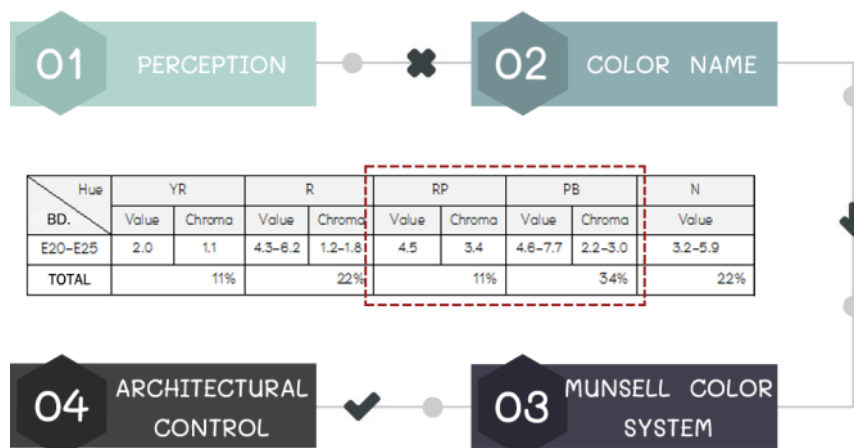 01 PERCEPTION
02 COLOR NAME
Hue YR R RP PB N
BD. Value Chroma Value Chroma Value Chroma Value Chroma Value
E20-E25 2.0 1.1 4.3-6.2 1.2-1.8 4.5 3.4 4.6-7.7 2.2-3.0 3.2-5.9
TOTAL 11% 22% 11% 34% 22%
04 ARCHITECTURAL
CONTROL
03 MUNSELL COLOR
SYSTEM